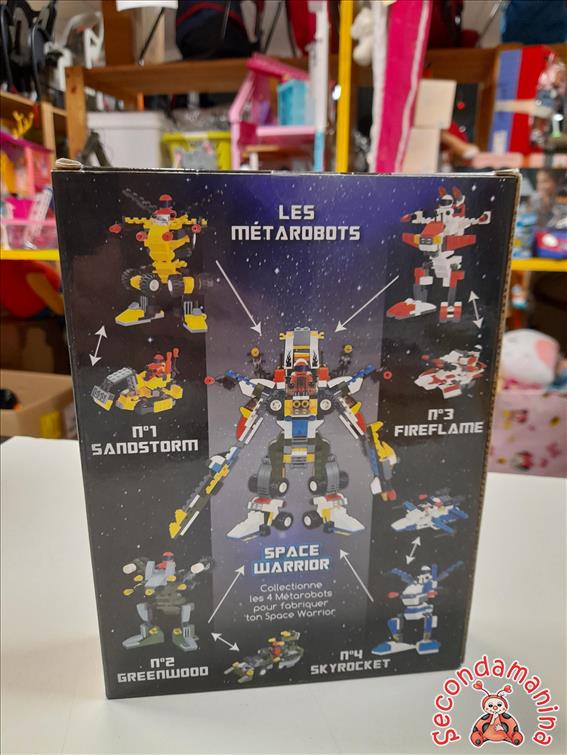 LES
MÉTAROBOTS
N°1
SANDSTORM
N°3
FIREFLAME
SPACE
WARRIOR
Collectionne
les 4 Métarobots
pour fabriquer
ton Space Warrior
N°2
GREENWOOD
N°4
SKYROCKET
Secondamanina